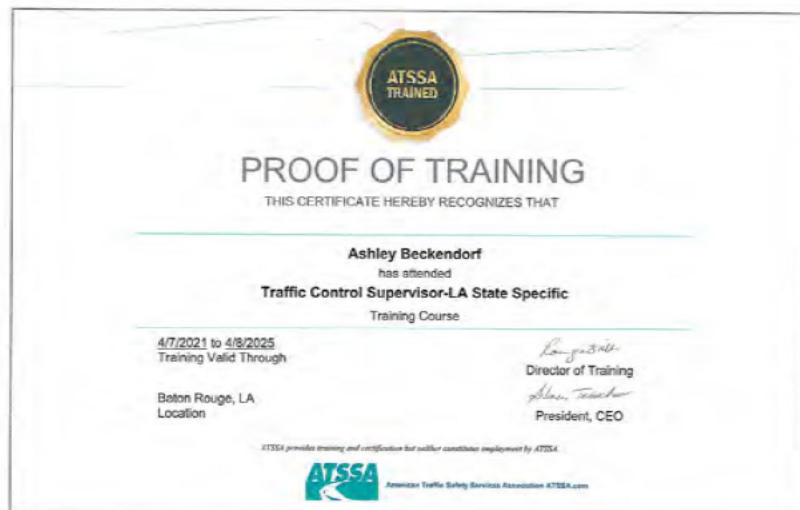 ATSSA
TRAINED
PROOF OF TRAINING
THIS CERTIFICATE HEREBY RECOGNIZES THAT
Ashley Beckendorf
has attended
Traffic Control Supervisor-LA State Specific
Training Course
4/7/2021 to 4/8/2025
Training Valid Through
Director of Training
Baton Rouge, LA
Location
President, CEO
ATSSA provides training and certification but neither constitutes employment by ATSSA.
ATSSA
American Traffic Safety Services Association ATSSA.com